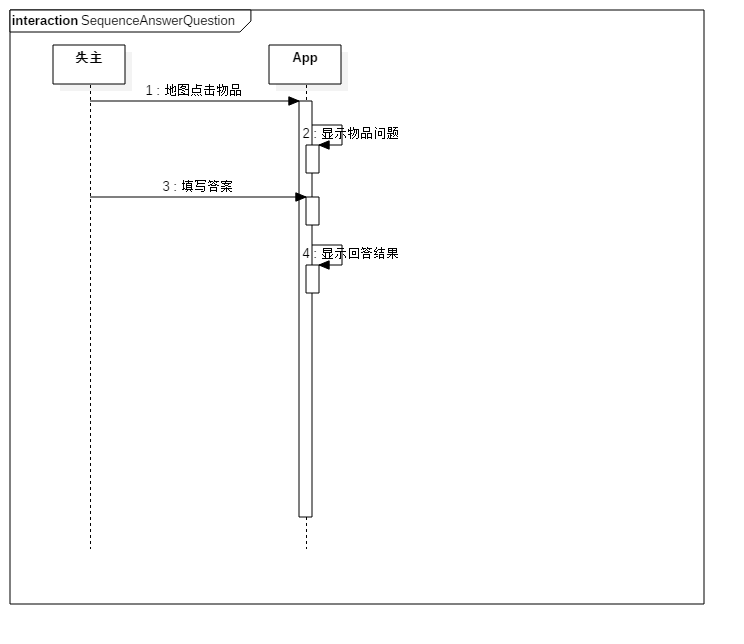 interaction SequenceAnswerQuestion
失主
App
1 : 地图点击物品
2 : 显示物品问题
3 : 填写答案
4 : 显示回答结果